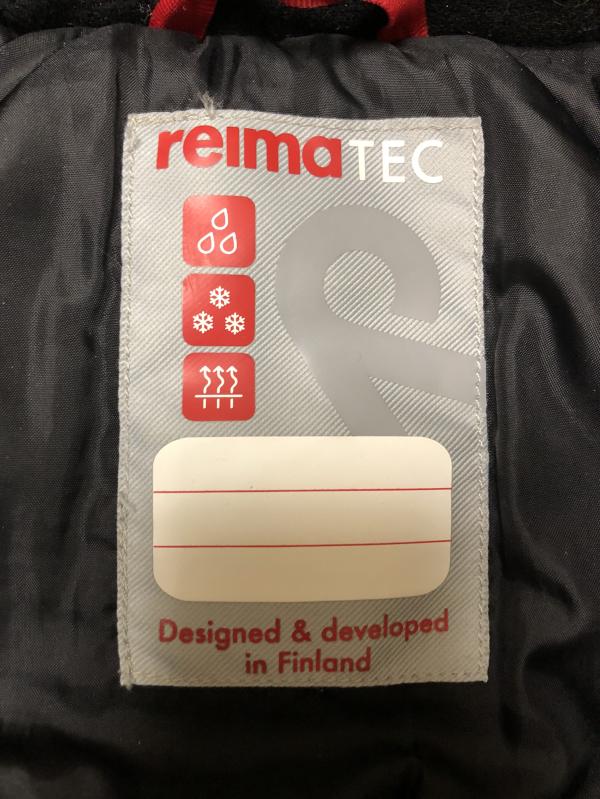 reimaTEC
Designed & developed
in Finland